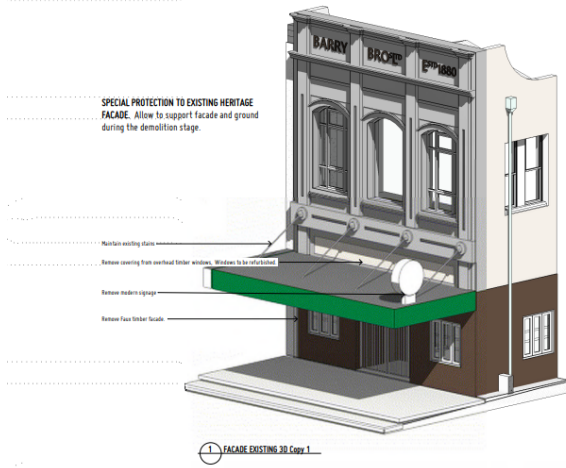 BARRY BROS LTD ESTD 1880
SPECIAL PROTECTION TO EXISTING HERITAGE
FACADE. Allow to support facade and ground
during the demolition stage.
Maintain existing stains
Remove covering from overhead timber windows, Windows to be refurbished.
Remove modern signage
Remove Faux timber facade.
1 FACADE EXISTING 3D Copy 1